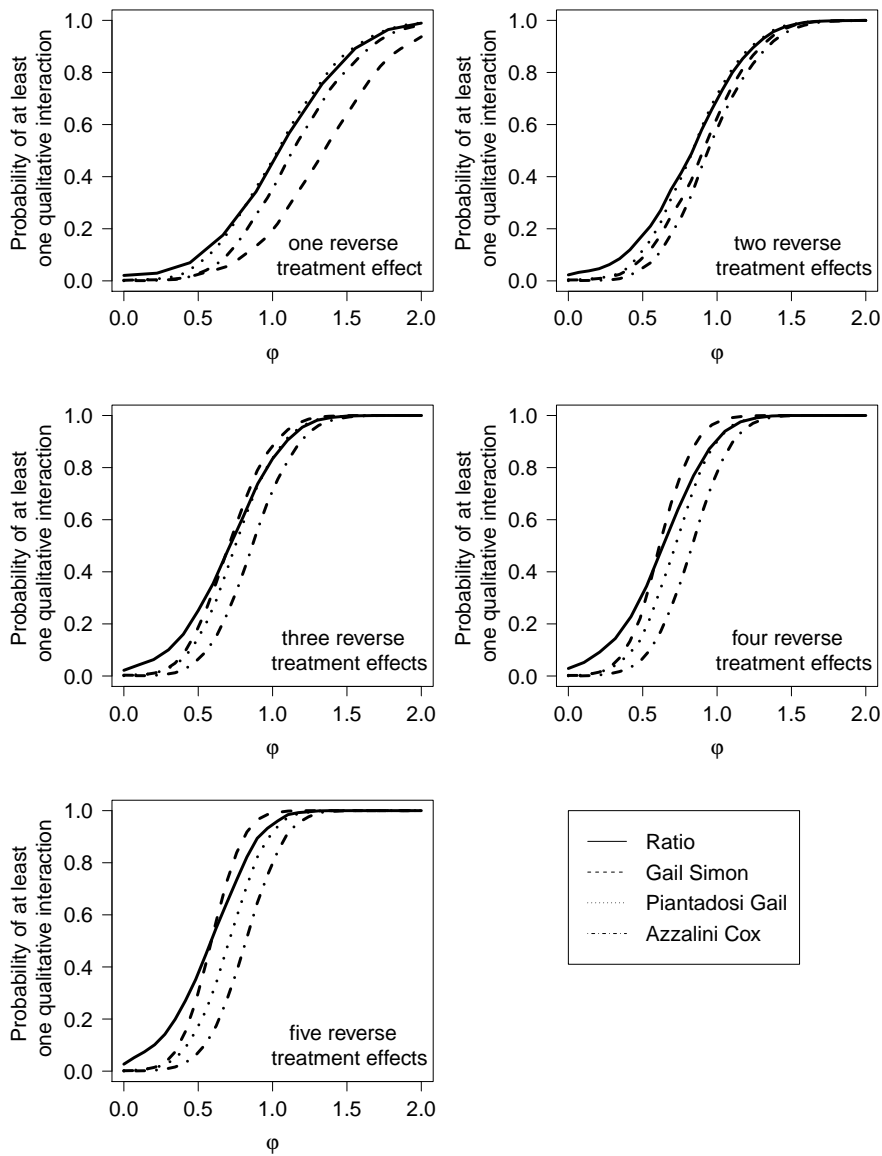 Probability of at least
one qualitative interaction
1.0
0.8
0.6
0.4
0.2
0.0
one reverse
treatment effect
0.0 0.5 1.0 1.5 2.0
φ
Probability of at least
one qualitative interaction
1.0
0.8
0.6
0.4
0.2
0.0
two reverse
treatment effects
0.0 0.5 1.0 1.5 2.0
φ
Probability of at least
one qualitative interaction
1.0
0.8
0.6
0.4
0.2
0.0
three reverse
treatment effects
0.0 0.5 1.0 1.5 2.0
φ
Probability of at least
one qualitative interaction
1.0
0.8
0.6
0.4
0.2
0.0
four reverse
treatment effects
0.0 0.5 1.0 1.5 2.0
φ
Probability of at least
one qualitative interaction
1.0
0.8
0.6
0.4
0.2
0.0
five reverse
treatment effects
0.0 0.5 1.0 1.5 2.0
φ
Ratio
Gail Simon
Piantadosi Gail
Azzalini Cox